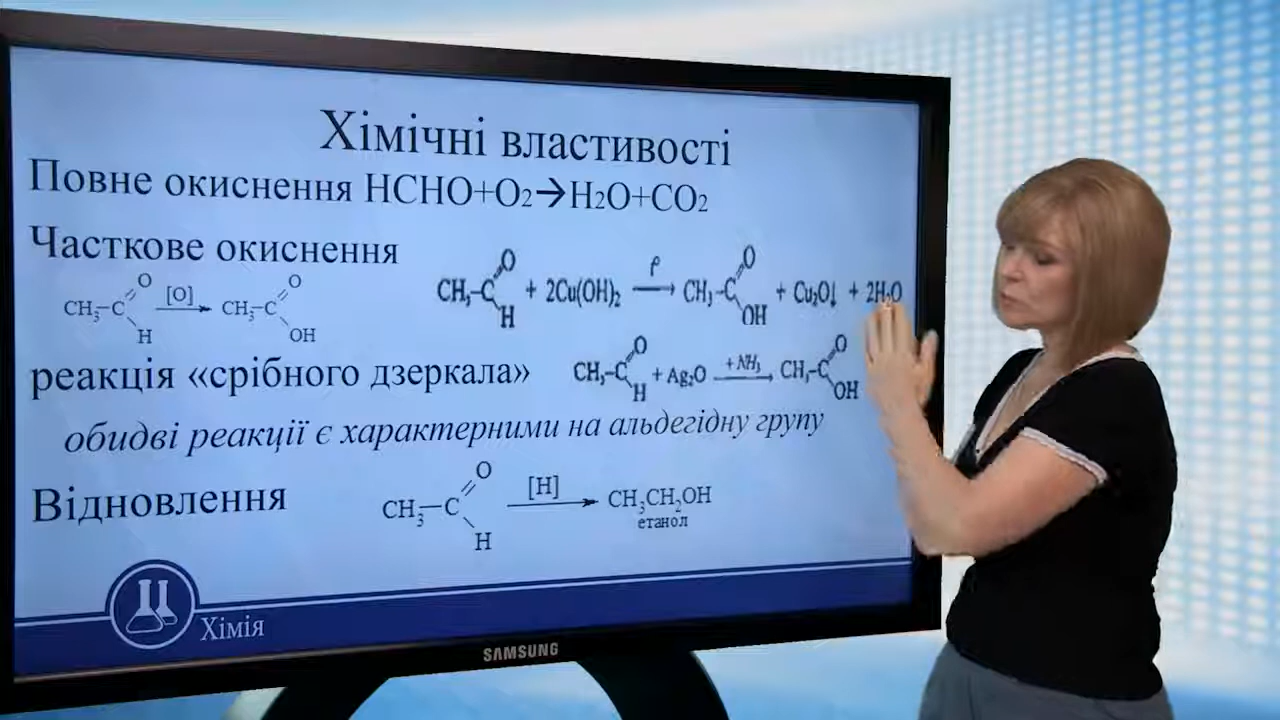 Хімічні властивості
Повне окиснення HCHO+O2→H2O+CO2
Часткове окиснення
CH3–C O H [O] CH3–C O OH
CH3–C O H + 2Cu(OH)2 t° CH3–C O OH + Cu2O↓ + 2H2O
реакція «срібного дзеркала»
CH3–C O H + Ag2O +NH3 CH3–C O OH
обидві реакції є характерними на альдегідну групу
Відновлення
CH3–C O H [H] CH3CH2OH
етанол
Хімія
SAMSUNG